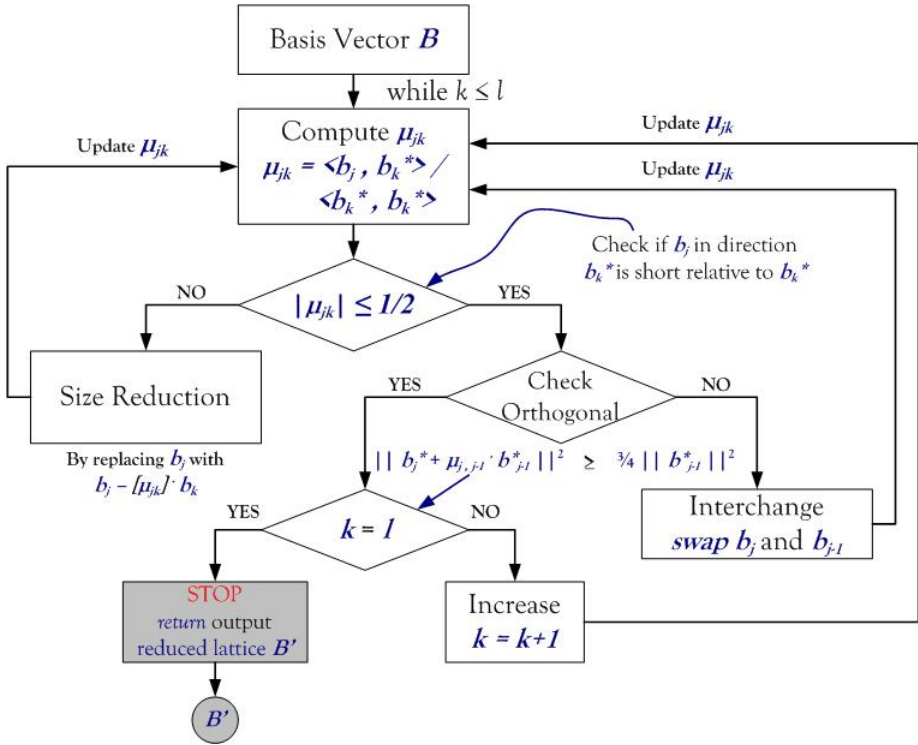 Basis Vector B
while k ≤ l
Compute μjk
μjk = <bj , bk*> /
<bk*, bk*>
Update μjk
Update μjk
Update μjk
Check if bj in direction
bk* is short relative to bk*
|μjk| ≤ 1/2
NO
YES
Size Reduction
By replacing bj with
bj – [μjk]· bk
Check
Orthogonal
YES
NO
|| bj* + μj, j-1 · b*j-1 ||² ≥ ¾ || b*j-1 ||²
Interchange
swap bj and bj-1
k = l
YES
NO
STOP
return output
reduced lattice B'
Increase
k = k+1
B'